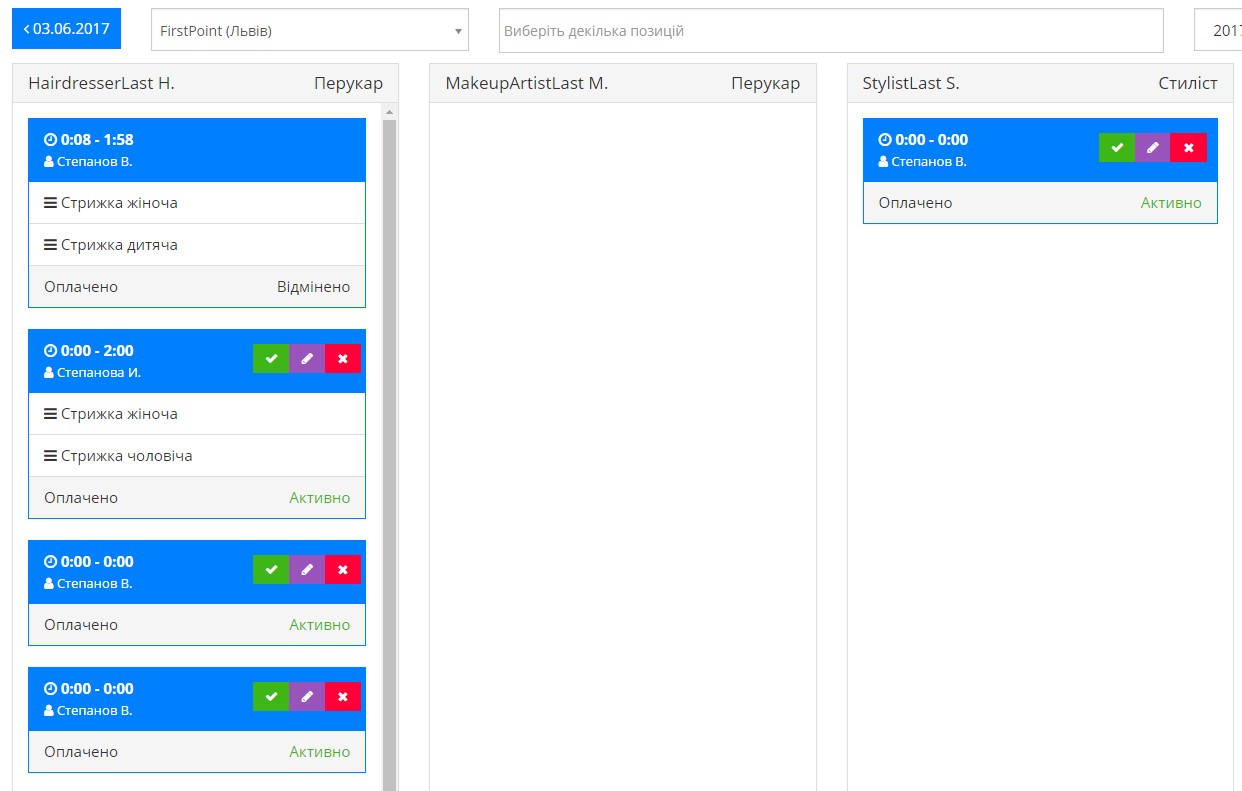 03.06.2017
FirstPoint (Львів)
Виберіть декілька позицій
2017
HairdresserLast H. Перукар
0:08 - 1:58
Степанов В.
Стрижка жіноча
Стрижка дитяча
Оплачено Відмінено
0:00 - 2:00
Степанова И.
Стрижка жіноча
Стрижка чоловіча
Оплачено Активно
0:00 - 0:00
Степанов В.
Оплачено Активно
0:00 - 0:00
Степанов В.
Оплачено Активно
MakeupArtistLast M. Перукар
StylistLast S. Стиліст
0:00 - 0:00
Степанов В.
Оплачено Активно